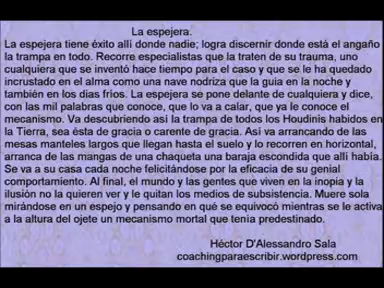 La espejera.
La espejera tiene éxito allí donde nadie; logra discernir donde está el angaño
la trampa en todo. Recorre especialistas que la traten de su trauma, uno
cualquiera que se inventó hace tiempo para el caso y que se le ha quedado
incrustado en el alma como una nave nodriza que la guia en la noche y
también en los dias fríos. La espejera se pone delante de cualquiera y dice,
con las mil palabras que conoce, que lo va a calar, que ya le conoce el
mecanismo. Va descubriendo asi la trampa de todos los Houdinis habidos en
la Tierra, sea ésta de gracia o carente de gracia. Asi va arrancando de las
mesas manteles largos que llegan hasta el suelo y lo recorren en horizontal,
arranca de las mangas de una chaqueta una baraja escondida que allí había.
Se va a su casa cada noche felicitándose por la eficacia de su genial
comportamiento. Al final, el mundo y las gentes que viven en la inopia y la
ilusión no la quieren ver y le quitan los medios de subsistencia. Muere sola
mirándose en un espejo y pensando en qué se equivocó mientras se le activa
a la altura del ojete un mecanismo mortal que tenia predestinado.
Héctor D'Alessandro Sala
coachingparaescribir.wordpress.com